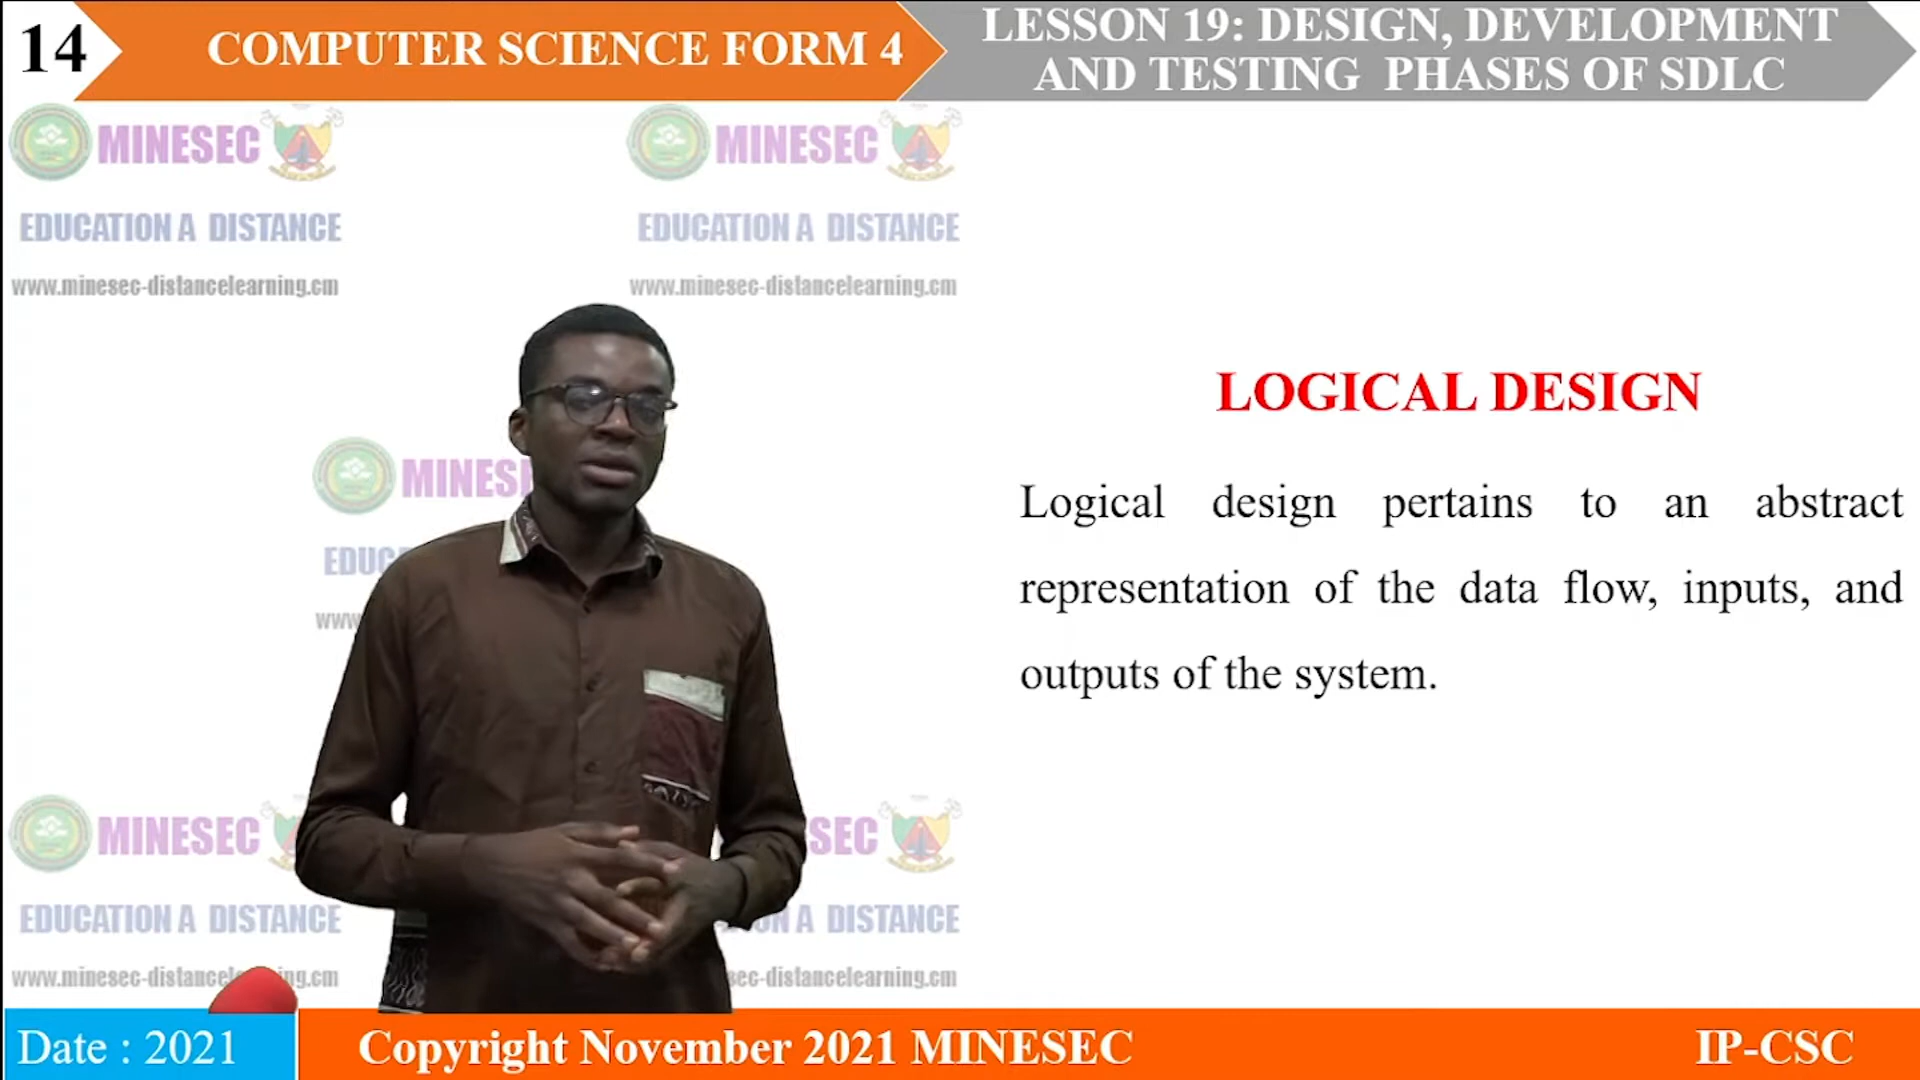 14
COMPUTER SCIENCE FORM 4
LESSON 19: DESIGN, DEVELOPMENT
AND TESTING PHASES OF SDLC
MINESEC
MINESEC
EDUCATION A DISTANCE
EDUCATION A DISTANCE
www.minesec-distancelearning.cm
www.minesec-distancelearning.cm
LOGICAL DESIGN
Logical design pertains to an abstract
representation of the data flow, inputs, and
outputs of the system.
MINESEC
EDUCATION A DISTANCE
Date : 2021
Copyright November 2021 MINESEC
IP-CSC